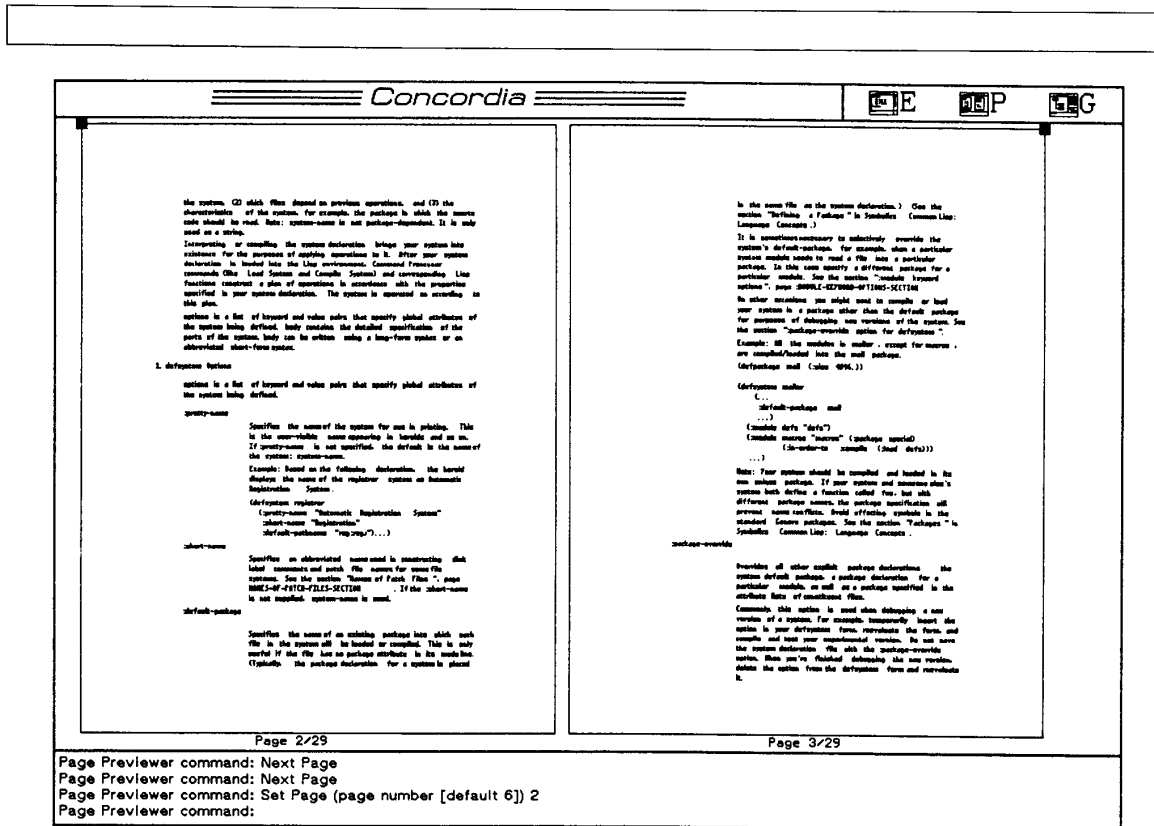 Concordia
E
P
G
the system, (2) which files depend on previous operations, and (3) the
characteristics of the system, for example, the package in which the source
code should be read. Note: system-name is not package-dependent. It is only
used as a string.
Interpreting or compiling the system declaration brings your system into
existence for the purposes of applying operations to it. After your system
declaration is loaded into the Lisp environment, Command Processor
commands (like Load System and Compile System) and corresponding Lisp
functions construct a plan of operations in accordance with the properties
specified in your system declaration. The system is operated on according to
this plan.
options is a list of keyword and value pairs that specify global attributes of
the system being defined. body contains the detailed specification of the
parts of the system. body can be written using a long-form syntax or an
abbreviated short-form syntax.
1. defsystem Options
options is a list of keyword and value pairs that specify global attributes of
the system being defined.
:pretty-name
Specifies the name of the system for use in printing. This
is the user-visible name appearing in heralds and so on.
If :pretty-name is not specified, the default is the name of
the system: system-name.
Example: Based on the following declaration, the herald
displays the name of the registrar system as Automatic
Registration System.
(defsystem registrar
(:pretty-name "Automatic Registration System"
:short-name "Registration"
:default-pathname "reg:reg;")...)
:short-name
Specifies an abbreviated name used in constructing disk
label comments and patch file names for some file
systems. See the section "Names of Patch Files ", page
NAMES-OF-PATCH-FILES-SECTION . If the :short-name
is not supplied, system-name is used.
:default-package
Specifies the name of an existing package into which each
file in the system will be loaded or compiled. This is only
useful if the file has no package attribute in its mode line.
(Typically, the package declaration for a system is placed
Page 2/29
in the same file as the system declaration.) (See the
section "Defining a Package " in Symbolics Common Lisp:
Language Concepts .)
It is sometimes necessary to selectively override the
system's default-package, for example, when a particular
system module needs to read a file into a particular
package. In this case specify a different package for a
particular module. See the section ":module keyword
options ", page :MODULE-KEYWORD-OPTIONS-SECTION
On other occasions you might want to compile or load
your system in a package other than the default package
for purposes of debugging new versions of the system. See
the section ":package-override option for defsystem ".
Example: All the modules in mailer , except for macros ,
are compiled/loaded into the mail package.
(defpackage mail (:size 4096.))
(defsystem mailer
(...
:default-package mail
...)
(:module defs "defs")
(:module macros "macros" (:package special)
(:in-order-to :compile (:load defs)))
...)
Note: Your system should be compiled and loaded in its
own unique package. If your system and someone else's
system both define a function called foo, but with
different package names, the package specification will
prevent name conflicts. Avoid affecting symbols in the
standard Genera packages. See the section "Packages " in
Symbolics Common Lisp: Language Concepts .
:package-override
Overrides all other explicit package declarations the
system default package, a package declaration for a
particular module, as well as a package specified in the
attribute lists of constituent files.
Commonly, this option is used when debugging a new
version of a system. For example, temporarily insert the
option in your defsystem form, reevaluate the form, and
compile and test your experimental version. Do not save
the system declaration file with the :package-override
option. When you're finished debugging the new version,
delete the option from the defsystem form and reevaluate
it.
Page 3/29
Page Previewer command: Next Page
Page Previewer command: Next Page
Page Previewer command: Set Page (page number [default 6]) 2
Page Previewer command: